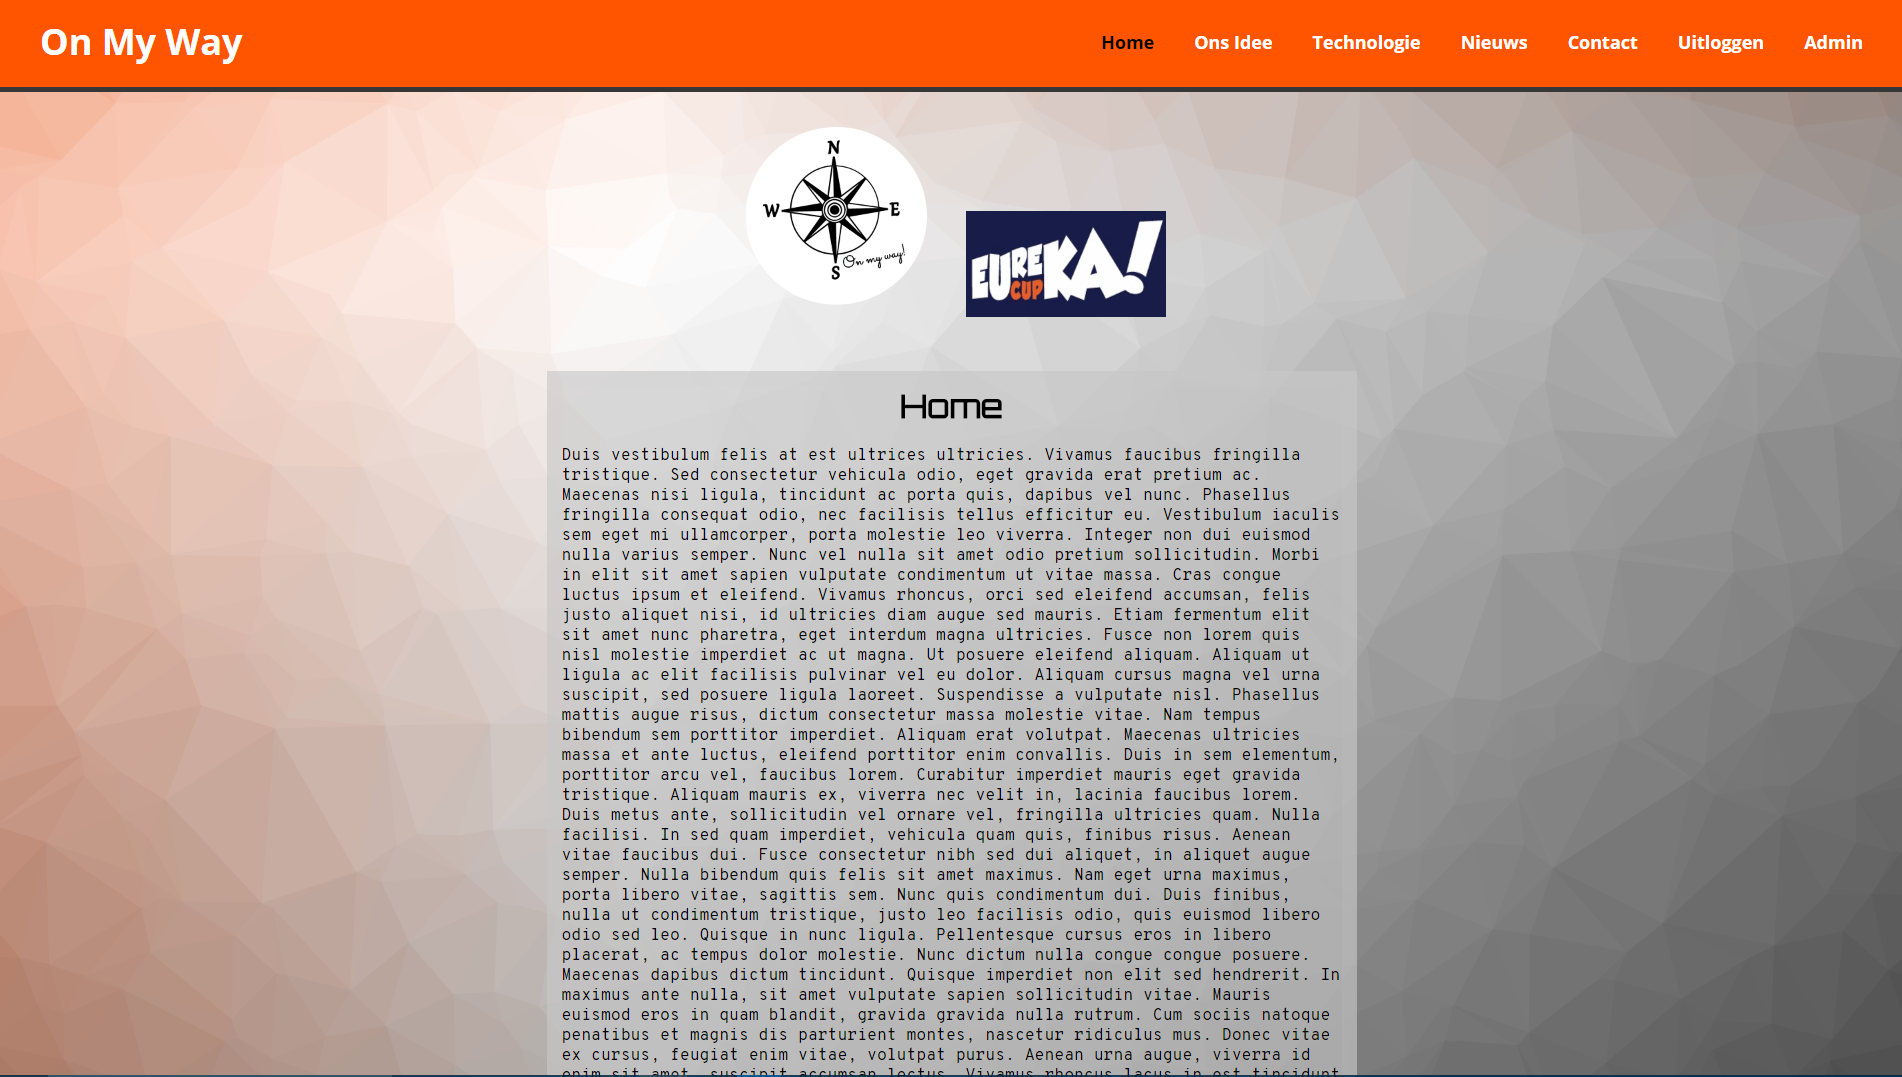 On My Way
Home Ons Idee Technologie Nieuws Contact Uitloggen Admin
N
W E
S
On my way!
EUREKA!
CUP
Home
Duis vestibulum felis at est ultrices ultricies. Vivamus faucibus fringilla
tristique. Sed consectetur vehicula odio, eget gravida erat pretium ac.
Maecenas nisi ligula, tincidunt ac porta quis, dapibus vel nunc. Phasellus
fringilla consequat odio, nec facilisis tellus efficitur eu. Vestibulum iaculis
sem eget mi ullamcorper, porta molestie leo viverra. Integer non dui euismod
nulla varius semper. Nunc vel nulla sit amet odio pretium sollicitudin. Morbi
in elit sit amet sapien vulputate condimentum ut vitae massa. Cras congue
luctus ipsum et eleifend. Vivamus rhoncus, orci sed eleifend accumsan, felis
justo aliquet nisi, id ultricies diam augue sed mauris. Etiam fermentum elit
sit amet nunc pharetra, eget interdum magna ultricies. Fusce non lorem quis
nisl molestie imperdiet ac ut magna. Ut posuere eleifend aliquam. Aliquam ut
ligula ac elit facilisis pulvinar vel eu dolor. Aliquam cursus magna vel urna
suscipit, sed posuere ligula laoreet. Suspendisse a vulputate nisl. Phasellus
mattis augue risus, dictum consectetur massa molestie vitae. Nam tempus
bibendum sem porttitor imperdiet. Aliquam erat volutpat. Maecenas ultricies
massa et ante luctus, eleifend porttitor enim convallis. Duis in sem elementum,
porttitor arcu vel, faucibus lorem. Curabitur imperdiet mauris eget gravida
tristique. Aliquam mauris ex, viverra nec velit in, lacinia faucibus lorem.
Duis metus ante, sollicitudin vel ornare vel, fringilla ultricies quam. Nulla
facilisi. In sed quam imperdiet, vehicula quam quis, finibus risus. Aenean
vitae faucibus dui. Fusce consectetur nibh sed dui aliquet, in aliquet augue
semper. Nulla bibendum quis felis sit amet maximus. Nam eget urna maximus,
porta libero vitae, sagittis sem. Nunc quis condimentum dui. Duis finibus,
nulla ut condimentum tristique, justo leo facilisis odio, quis euismod libero
odio sed leo. Quisque in nunc ligula. Pellentesque cursus eros in libero
placerat, ac tempus dolor molestie. Nunc dictum nulla congue congue posuere.
Maecenas dapibus dictum tincidunt. Quisque imperdiet non elit sed hendrerit. In
maximus ante nulla, sit amet vulputate sapien sollicitudin vitae. Mauris
euismod eros in quam blandit, gravida gravida nulla rutrum. Cum sociis natoque
penatibus et magnis dis parturient montes, nascetur ridiculus mus. Donec vitae
ex cursus, feugiat enim vitae, volutpat purus. Aenean urna augue, viverra id
enim sit amet, suscipit accumsan lectus. Vivamus rhoncus lacus in est tincidunt